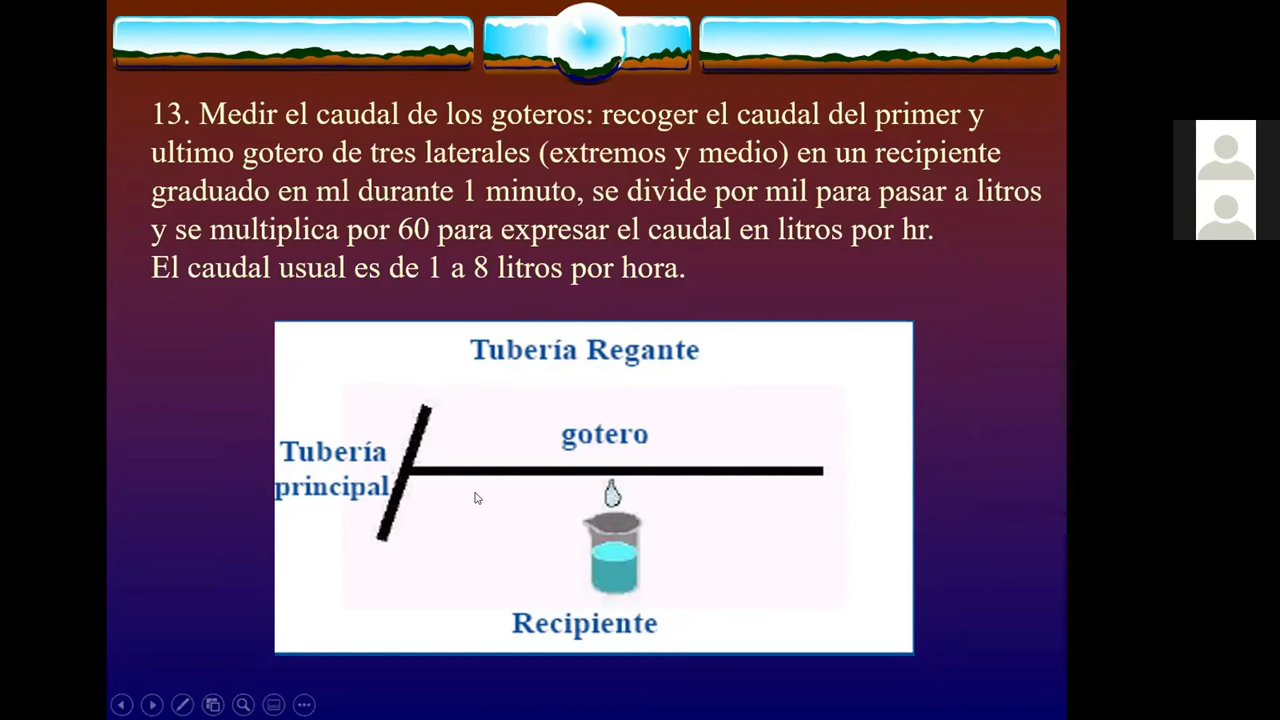 13. Medir el caudal de los goteros: recoger el caudal del primer y
ultimo gotero de tres laterales (extremos y medio) en un recipiente
graduado en ml durante 1 minuto, se divide por mil para pasar a litros
y se multiplica por 60 para expresar el caudal en litros por hr.
El caudal usual es de 1 a 8 litros por hora.
Tubería Regante
gotero
Tubería
principal
Recipiente